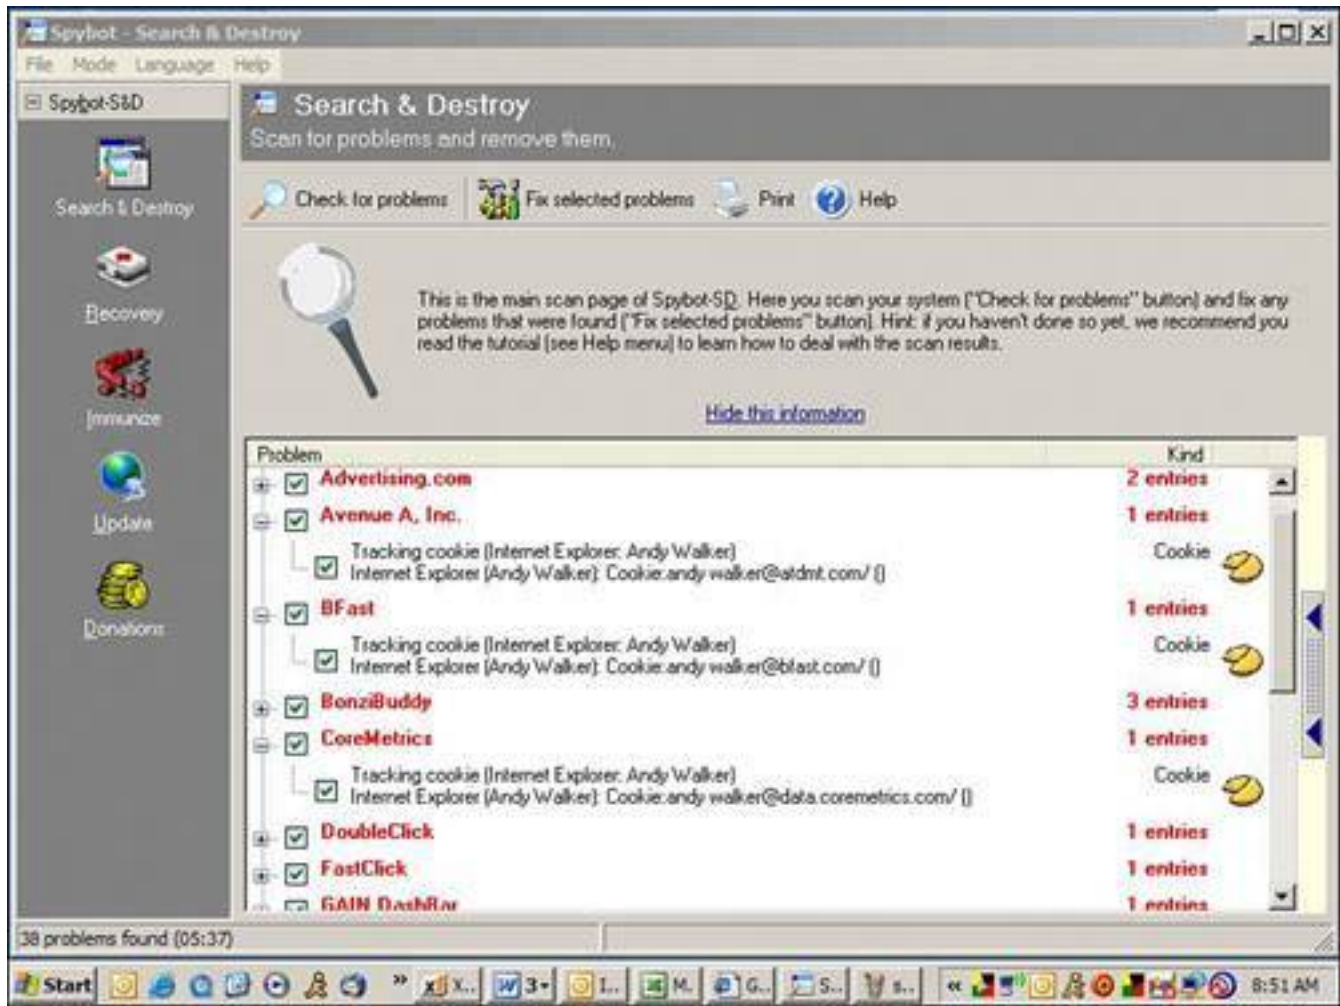 Spybot - Search & Destroy
File Mode Language Help
Spybot-S&D
Search & Destroy
Recovery
Immunize
Update
Donations
Search & Destroy
Scan for problems and remove them.
Check for problems Fix selected problems Print Help
This is the main scan page of Spybot-SD. Here you scan your system ("Check for problems" button) and fix any
problems that were found ("Fix selected problems" button). Hint: if you haven't done so yet, we recommend you
read the tutorial (see Help menu) to learn how to deal with the scan results.
Hide this information
Problem Kind
Advertising.com 2 entries
Avenue A, Inc. 1 entries
Tracking cookie (Internet Explorer: Andy Walker) Cookie
Internet Explorer (Andy Walker): Cookie:andy walker@atdmt.com/ ()
BFast 1 entries
Tracking cookie (Internet Explorer: Andy Walker) Cookie
Internet Explorer (Andy Walker): Cookie:andy walker@bfast.com/ ()
BonziBuddy 3 entries
CoreMetrics 1 entries
Tracking cookie (Internet Explorer: Andy Walker) Cookie
Internet Explorer (Andy Walker): Cookie:andy walker@data.coremetrics.com/ ()
DoubleClick 1 entries
FastClick 1 entries
GAIN.DashBar 1 entries
38 problems found (05:37)
Start » X.. 3 I.. M.. G.. S.. s.. « 8:51 AM